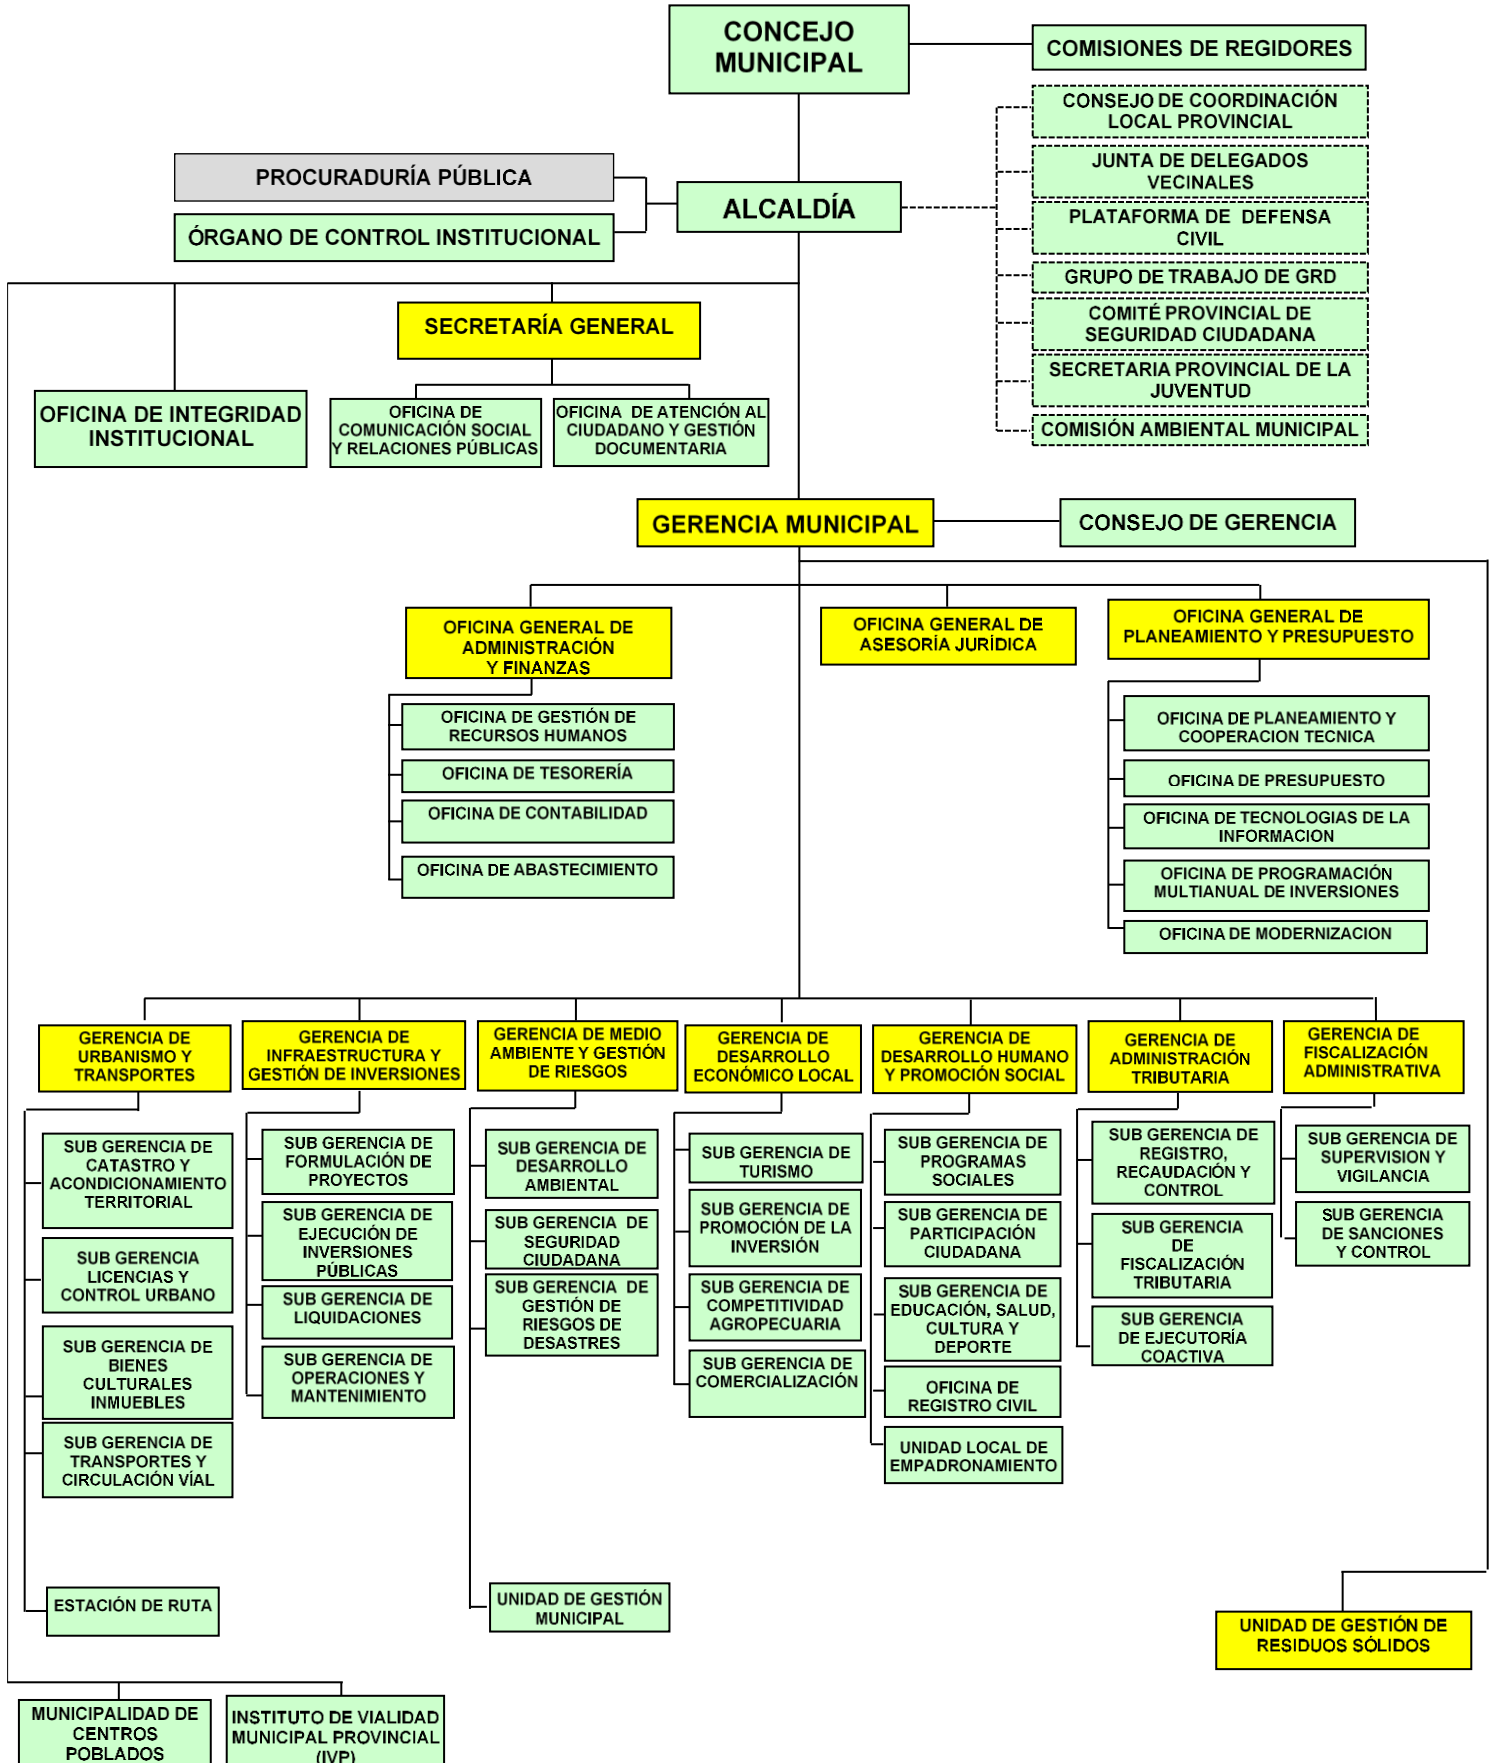 CONCEJO
MUNICIPAL
COMISIONES DE REGIDORES
CONSEJO DE COORDINACIÓN
LOCAL PROVINCIAL
JUNTA DE DELEGADOS
VECINALES
PLATAFORMA DE DEFENSA
CIVIL
GRUPO DE TRABAJO DE GRD
COMITÉ PROVINCIAL DE
SEGURIDAD CIUDADANA
SECRETARIA PROVINCIAL DE LA
JUVENTUD
COMISIÓN AMBIENTAL MUNICIPAL
PROCURADURÍA PÚBLICA
ÓRGANO DE CONTROL INSTITUCIONAL
ALCALDÍA
SECRETARÍA GENERAL
OFICINA DE INTEGRIDAD
INSTITUCIONAL
OFICINA DE
COMUNICACIÓN SOCIAL
Y RELACIONES PÚBLICAS
OFICINA DE ATENCIÓN AL
CIUDADANO Y GESTIÓN
DOCUMENTARIA
GERENCIA MUNICIPAL
CONSEJO DE GERENCIA
OFICINA GENERAL DE
ADMINISTRACIÓN
Y FINANZAS
OFICINA GENERAL DE
ASESORÍA JURÍDICA
OFICINA GENERAL DE
PLANEAMIENTO Y PRESUPUESTO
OFICINA DE GESTIÓN DE
RECURSOS HUMANOS
OFICINA DE TESORERÍA
OFICINA DE CONTABILIDAD
OFICINA DE ABASTECIMIENTO
OFICINA DE PLANEAMIENTO Y
COOPERACION TECNICA
OFICINA DE PRESUPUESTO
OFICINA DE TECNOLOGIAS DE LA
INFORMACION
OFICINA DE PROGRAMACIÓN
MULTIANUAL DE INVERSIONES
OFICINA DE MODERNIZACION
GERENCIA DE
URBANISMO Y
TRANSPORTES
GERENCIA DE
INFRAESTRUCTURA Y
GESTIÓN DE INVERSIONES
GERENCIA DE MEDIO
AMBIENTE Y GESTIÓN
DE RIESGOS
GERENCIA DE
DESARROLLO
ECONÓMICO LOCAL
GERENCIA DE
DESARROLLO HUMANO
Y PROMOCIÓN SOCIAL
GERENCIA DE
ADMINISTRACIÓN
TRIBUTARIA
GERENCIA DE
FISCALIZACIÓN
ADMINISTRATIVA
SUB GERENCIA DE
CATASTRO Y
ACONDICIONAMIENTO
TERRITORIAL
SUB GERENCIA
LICENCIAS Y
CONTROL URBANO
SUB GERENCIA DE
BIENES
CULTURALES
INMUEBLES
SUB GERENCIA DE
TRANSPORTES Y
CIRCULACIÓN VÍAL
ESTACIÓN DE RUTA
SUB GERENCIA DE
FORMULACIÓN DE
PROYECTOS
SUB GERENCIA DE
EJECUCIÓN DE
INVERSIONES
PÚBLICAS
SUB GERENCIA DE
LIQUIDACIONES
SUB GERENCIA DE
OPERACIONES Y
MANTENIMIENTO
SUB GERENCIA DE
DESARROLLO
AMBIENTAL
SUB GERENCIA DE
SEGURIDAD
CIUDADANA
SUB GERENCIA DE
GESTIÓN DE
RIESGOS DE
DESASTRES
UNIDAD DE GESTIÓN
MUNICIPAL
SUB GERENCIA DE
TURISMO
SUB GERENCIA DE
PROMOCIÓN DE LA
INVERSIÓN
SUB GERENCIA DE
COMPETITIVIDAD
AGROPECUARIA
SUB GERENCIA DE
COMERCIALIZACIÓN
SUB GERENCIA DE
PROGRAMAS
SOCIALES
SUB GERENCIA DE
PARTICIPACIÓN
CIUDADANA
SUB GERENCIA DE
EDUCACIÓN, SALUD,
CULTURA Y
DEPORTE
OFICINA DE
REGISTRO CIVIL
UNIDAD LOCAL DE
EMPADRONAMIENTO
SUB GERENCIA DE
REGISTRO,
RECAUDACIÓN Y
CONTROL
SUB GERENCIA
DE
FISCALIZACIÓN
TRIBUTARIA
SUB GERENCIA
DE EJECUTORÍA
COACTIVA
SUB GERENCIA DE
SUPERVISION Y
VIGILANCIA
SUB GERENCIA
DE SANCIONES
Y CONTROL
UNIDAD DE GESTIÓN DE
RESIDUOS SÓLIDOS
MUNICIPALIDAD DE
CENTROS
POBLADOS
INSTITUTO DE VIALIDAD
MUNICIPAL PROVINCIAL
(IVP)